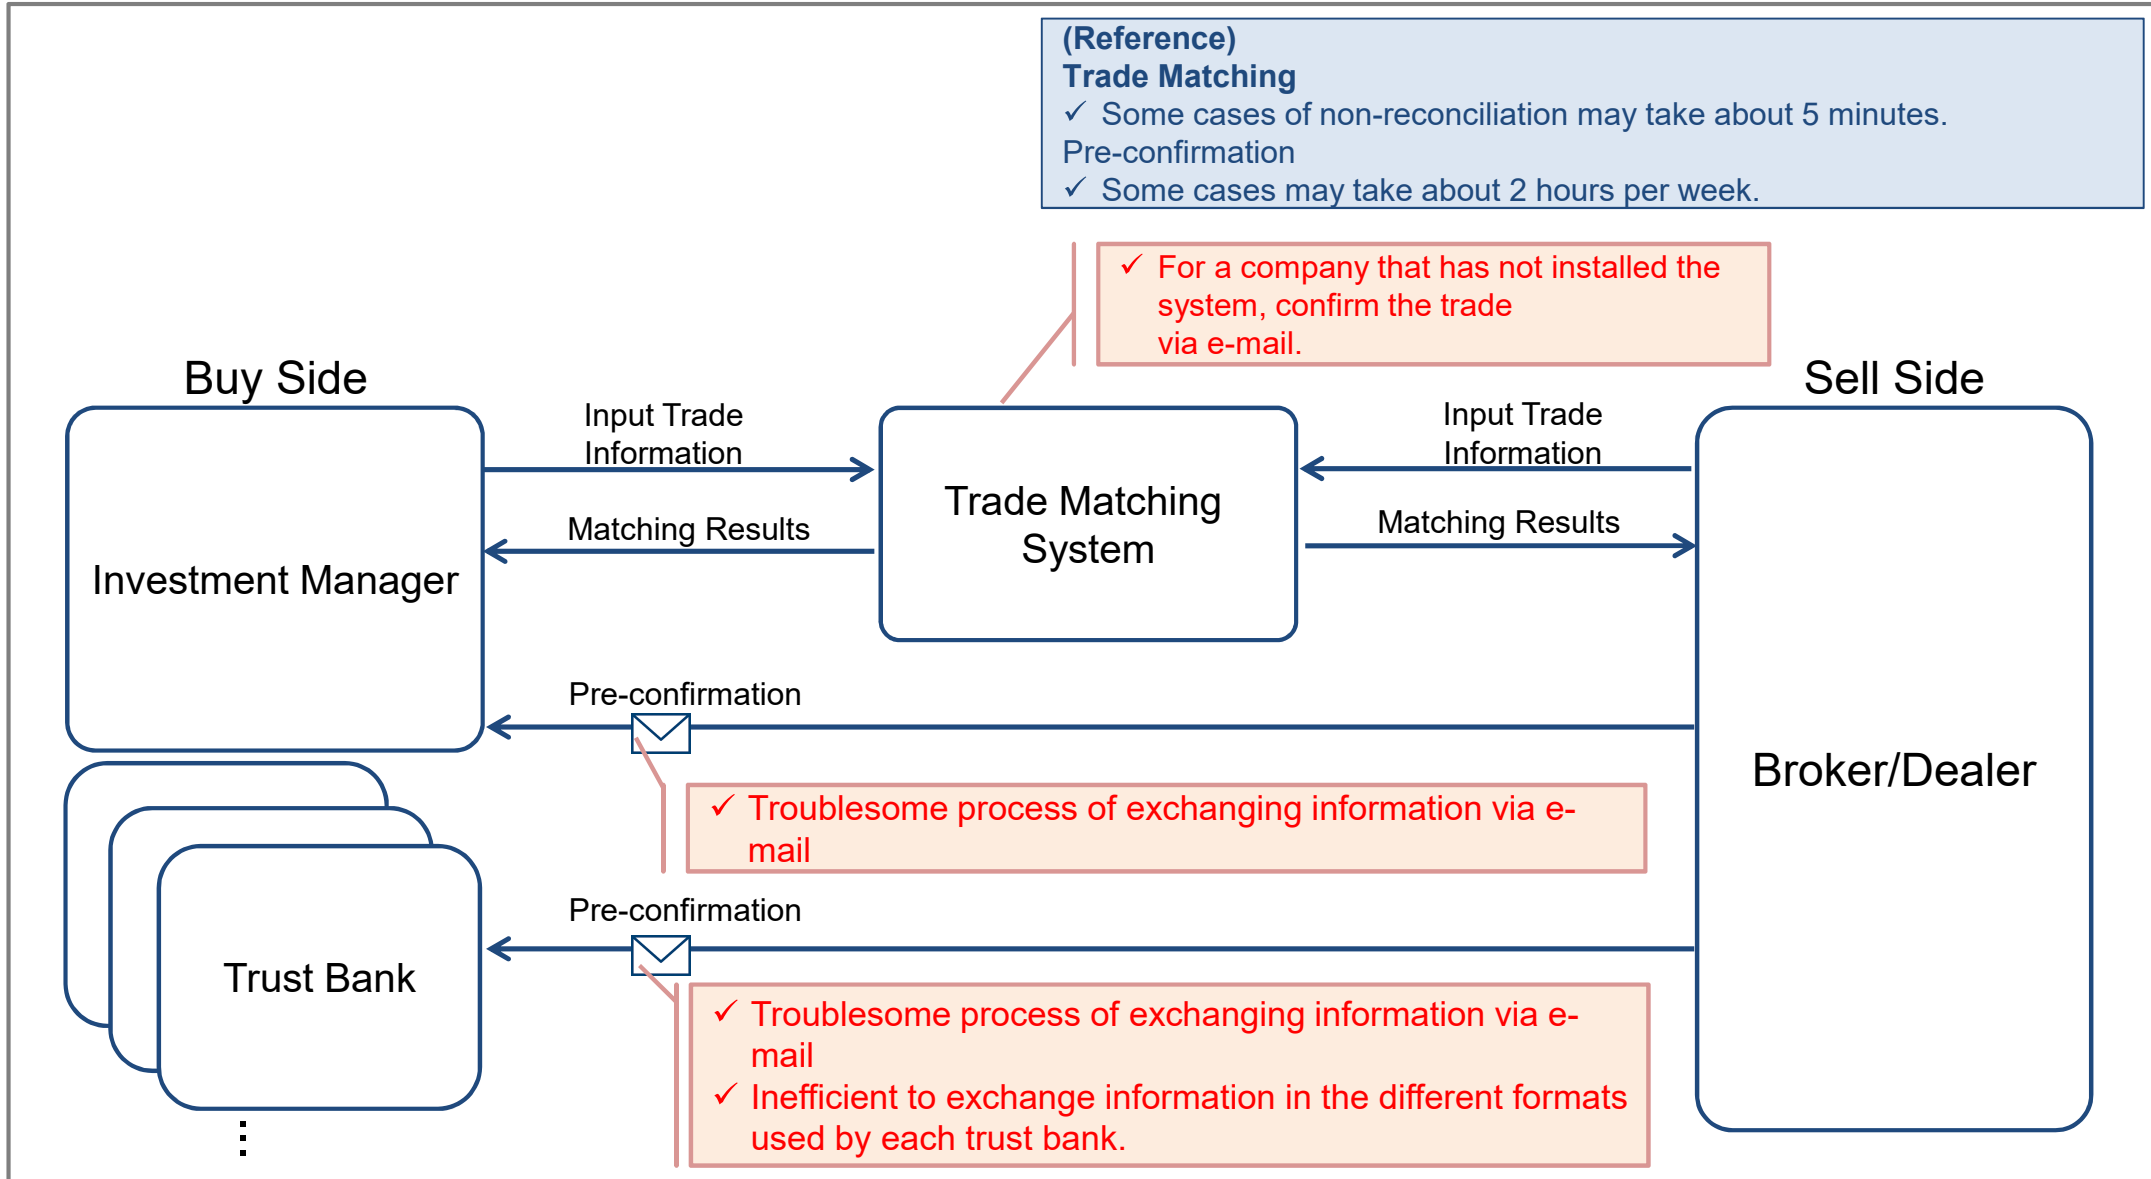 (Reference)
Trade Matching
✓ Some cases of non-reconciliation may take about 5 minutes.
Pre-confirmation
✓ Some cases may take about 2 hours per week.
✓ For a company that has not installed the
system, confirm the trade
via e-mail.
Buy Side
Sell Side
Input Trade
Information
Input Trade
Information
Trade Matching
System
Matching Results
Matching Results
Investment Manager
Pre-confirmation
Broker/Dealer
✓ Troublesome process of exchanging information via e-
mail
Pre-confirmation
Trust Bank
✓ Troublesome process of exchanging information via e-
mail
✓ Inefficient to exchange information in the different formats
used by each trust bank.